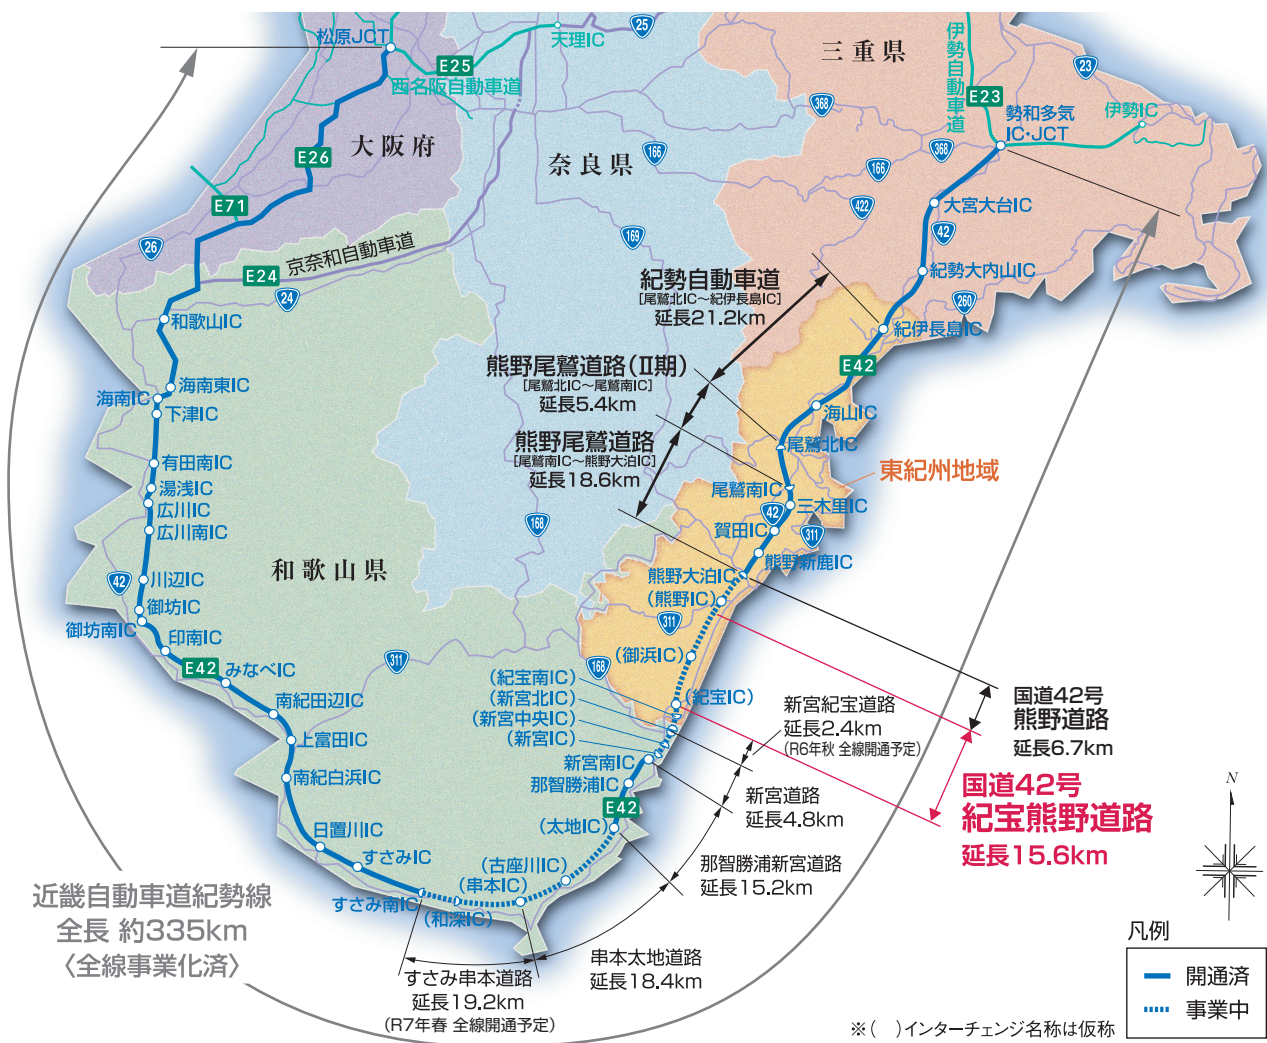 松原JCT
天理IC
25
E25
西名阪自動車道
三重県
伊勢自動車道
23
E23
368
伊勢IC
勢和多気
IC・JCT
大阪府
E26
奈良県
166
368
166
E71
422
大宮大台IC
26
169
42
京奈和自動車道
E24
24
紀勢自動車道
[尾鷲北IC〜紀伊長島IC]
延長21.2km
紀勢大内山IC
260
和歌山IC
紀伊長島IC
熊野尾鷲道路(Ⅱ期)
[尾鷲北IC〜尾鷲南IC]
延長5.4km
E42
海南東IC
海南IC
下津IC
海山IC
熊野尾鷲道路
[尾鷲南IC〜熊野大泊IC]
延長18.6km
尾鷲北IC
有田南IC
東紀州地域
湯浅IC
尾鷲南IC
広川IC
三木里IC
42
広川南IC
168
賀田IC
311
熊野新鹿IC
和歌山県
熊野大泊IC
42
川辺IC
(熊野IC)
御坊IC
311
御坊南IC
印南IC
(御浜IC)
E42
みなべIC
311
168
(紀宝南IC)
(紀宝IC)
南紀田辺IC
(新宮北IC)
新宮紀宝道路
延長2.4km
(R6年秋 全線開通予定)
国道42号
熊野道路
延長6.7km
(新宮中央IC)
上富田IC
(新宮IC)
新宮南IC
南紀白浜IC
那智勝浦IC
国道42号
紀宝熊野道路
延長15.6km
N
新宮道路
延長4.8km
E42
日置川IC
(太地IC)
すさみIC
(古座川IC)
那智勝浦新宮道路
延長15.2km
(串本IC)
すさみ南IC
(和深IC)
近畿自動車道紀勢線
全長 約335km
〈全線事業化済〉
串本太地道路
延長18.4km
すさみ串本道路
延長19.2km
(R7年春 全線開通予定)
凡例
開通済
事業中
※( )インターチェンジ名称は仮称